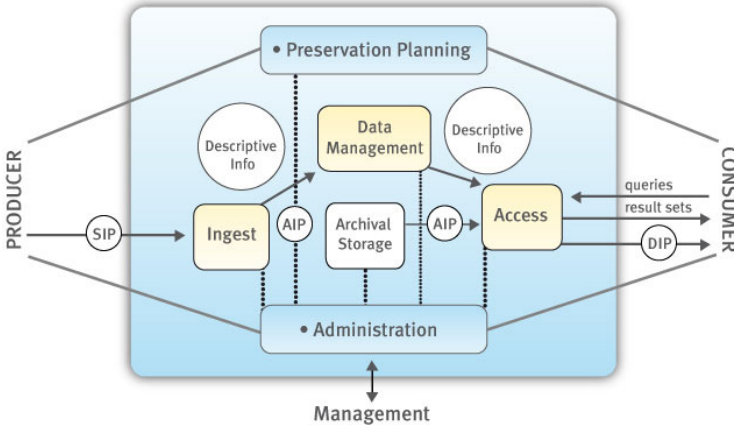 • Preservation Planning
PRODUCER
Descriptive
Info
Data
Management
Descriptive
Info
CONSUMER
queries
result sets
SIP
Ingest
AIP
Archival
Storage
AIP
Access
DIP
• Administration
Management